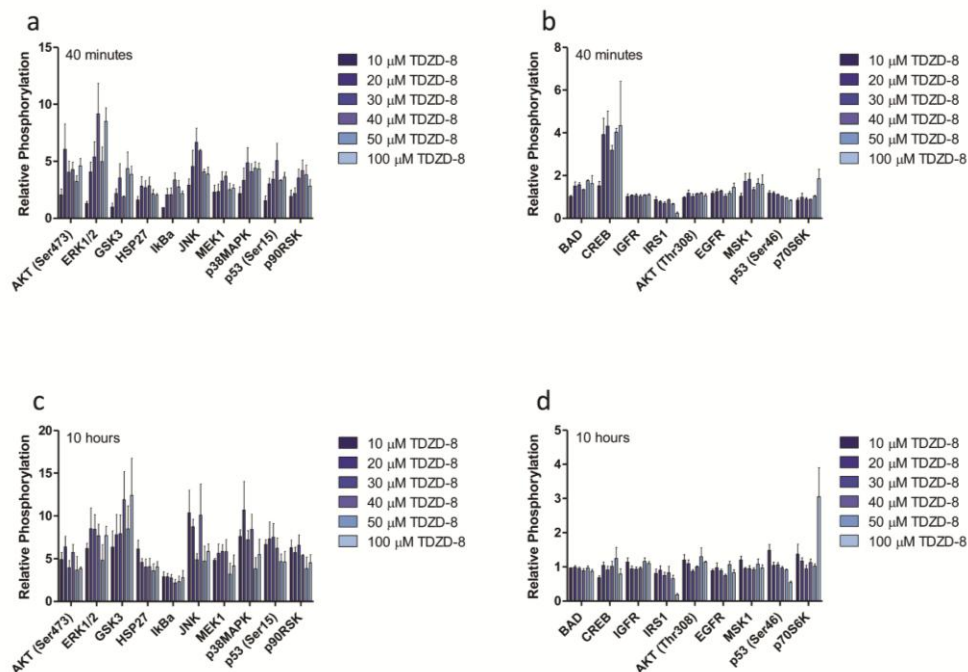 a
40 minutes
Relative Phosphorylation
15
10
5
0
AKT (Ser473)
ERK1/2
GSK3
HSP27
IkBa
JNK
MEK1
p38MAPK
p53 (Ser15)
p90RSK
10 µM TDZD-8
20 µM TDZD-8
30 µM TDZD-8
40 µM TDZD-8
50 µM TDZD-8
100 µM TDZD-8
b
40 minutes
Relative Phosphorylation
8
6
4
2
0
BAD
CREB
IGFR
IRS1
AKT (Thr308)
EGFR
MSK1
p53 (Ser46)
p70S6K
10 µM TDZD-8
20 µM TDZD-8
30 µM TDZD-8
40 µM TDZD-8
50 µM TDZD-8
100 µM TDZD-8
c
10 hours
Relative Phosphorylation
20
15
10
5
0
AKT (Ser473)
ERK1/2
GSK3
HSP27
IkBa
JNK
MEK1
p38MAPK
p53 (Ser15)
p90RSK
10 µM TDZD-8
20 µM TDZD-8
30 µM TDZD-8
40 µM TDZD-8
50 µM TDZD-8
100 µM TDZD-8
d
10 hours
Relative Phosphorylation
5
4
3
2
1
0
BAD
CREB
IGFR
IRS1
AKT (Thr308)
EGFR
MSK1
p53 (Ser46)
p70S6K
10 µM TDZD-8
20 µM TDZD-8
30 µM TDZD-8
40 µM TDZD-8
50 µM TDZD-8
100 µM TDZD-8